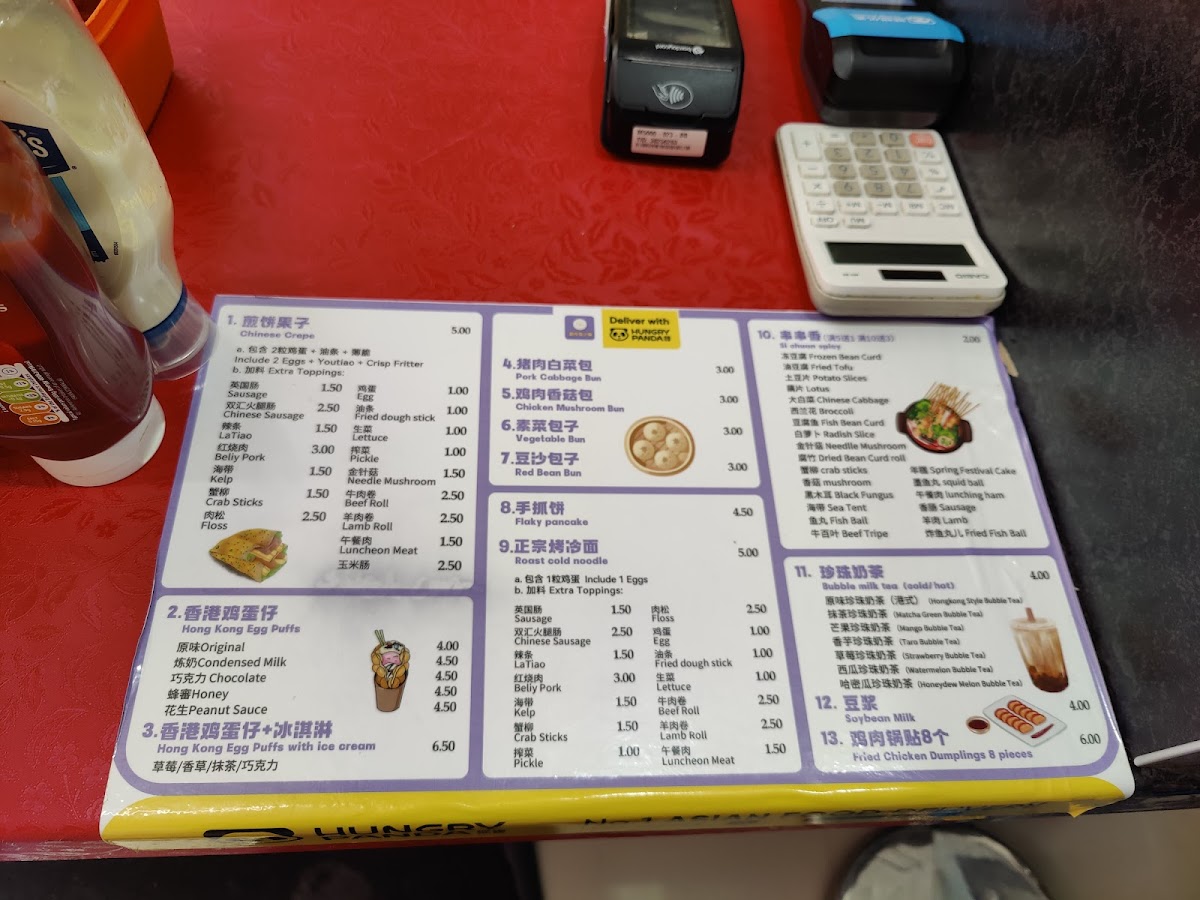 1. 煎饼果子 5.00
Chinese Crepe
a. 包含 2粒鸡蛋 + 油条 + 薄脆
Include 2 Eggs + Youtiao + Crisp Fritter
b. 加料 Extra Toppings:
英国肠 1.50
Sausage
双汇火腿肠 2.50
Chinese Sausage
辣条 1.50
LaTiao
红烧肉 3.00
Belly Pork
海带 1.50
Kelp
蟹柳 1.50
Crab Sticks
肉松 2.50
Floss
鸡蛋 1.00
Egg
油条 1.00
Fried dough stick
生菜 1.00
Lettuce
榨菜 1.00
Pickle
金针菇 1.50
Needle Mushroom
牛肉卷 2.50
Beef Roll
羊肉卷 2.50
Lamb Roll
午餐肉 1.50
Luncheon Meat
玉米肠 2.50
2.香港鸡蛋仔
Hong Kong Egg Puffs
原味Original 4.00
炼奶Condensed Milk 4.50
巧克力 Chocolate 4.50
蜂蜜Honey 4.50
花生Peanut Sauce 4.50
3.香港鸡蛋仔+冰淇淋
Hong Kong Egg Puffs with ice cream 6.50
草莓/香草/抹茶/巧克力
Deliver with
HUNGRY
PANDA
4.猪肉白菜包 3.00
Pork Cabbage Bun
5.鸡肉香菇包 3.00
Chicken Mushroom Bun
6.素菜包子 3.00
Vegetable Bun
7.豆沙包子 3.00
Red Bean Bun
8.手抓饼 4.50
Flaky pancake
9.正宗烤冷面 5.00
Roast cold noodle
a. 包含 1粒鸡蛋 Include 1 Eggs
b. 加料 Extra Toppings:
英国肠 1.50
Sausage
双汇火腿肠 2.50
Chinese Sausage
辣条 1.50
LaTiao
红烧肉 3.00
Belly Pork
海带 1.50
Kelp
蟹柳 1.50
Crab Sticks
榨菜 1.00
Pickle
肉松 2.50
Floss
鸡蛋 1.00
Egg
油条 1.00
Fried dough stick
生菜 1.00
Lettuce
牛肉卷 2.50
Beef Roll
羊肉卷 2.50
Lamb Roll
午餐肉 1.50
Luncheon Meat
10. 串串香 2.00
Si chuan spicy
冻豆腐 Frozen Bean Curd
油豆腐 Fried Tofu
土豆片 Potato Slices
藕片 Lotus
大白菜 Chinese Cabbage
西兰花 Broccoli
豆腐鱼 Fish Bean Curd
白萝卜 Radish Slice
金针菇 Needlle Mushroom
腐竹 Dried Bean Curd roll
蟹柳 crab sticks
香菇 mushroom
黑木耳 Black Fungus
海带 Sea Tent
鱼丸 Fish Ball
牛百叶 Beef Tripe
年糕 Spring Festival Cake
墨鱼丸 squid ball
午餐肉 lunching ham
香肠 Sausage
羊肉 Lamb
炸鱼丸儿 Fried Fish Ball
11. 珍珠奶茶 4.00
Bubble milk tea (cold/hot)
原味珍珠奶茶（港式） (Hongkong Style Bubble Tea)
抹茶珍珠奶茶 (Matcha Green Bubble Tea)
芒果珍珠奶茶 (Mango Bubble Tea)
香芋珍珠奶茶 (Taro Bubble Tea)
草莓珍珠奶茶 (Strawberry Bubble Tea)
西瓜珍珠奶茶 (Watermelon Bubble Tea)
哈密瓜珍珠奶茶 (Honeydew Melon Bubble Tea)
12. 豆浆 4.00
Soybean Milk
13. 鸡肉锅贴8个 6.00
Fried Chicken Dumplings 8 pieces
HUNGRY
PANDA
CASIO
barclaycard